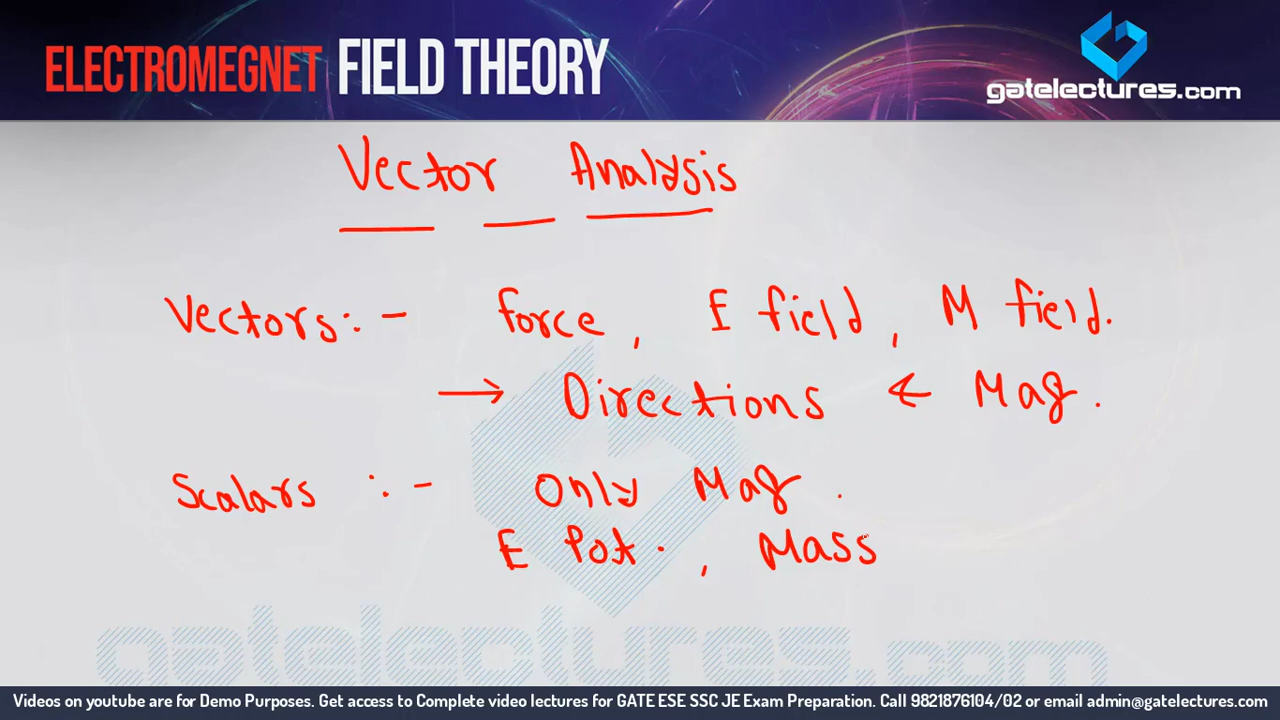 ELECTROMEGNET FIELD THEORY
gatelectures.com
Vector Analysis
Vectors :- Force, E field, M field.
→ Directions & Mag.
Scalars :- Only Mag.
E Pot., Mass
gatelectures.com
Videos on youtube are for Demo Purposes. Get access to Complete video lectures for GATE ESE SSC JE Exam Preparation. Call 9821876104/02 or email admin@gatelectures.com